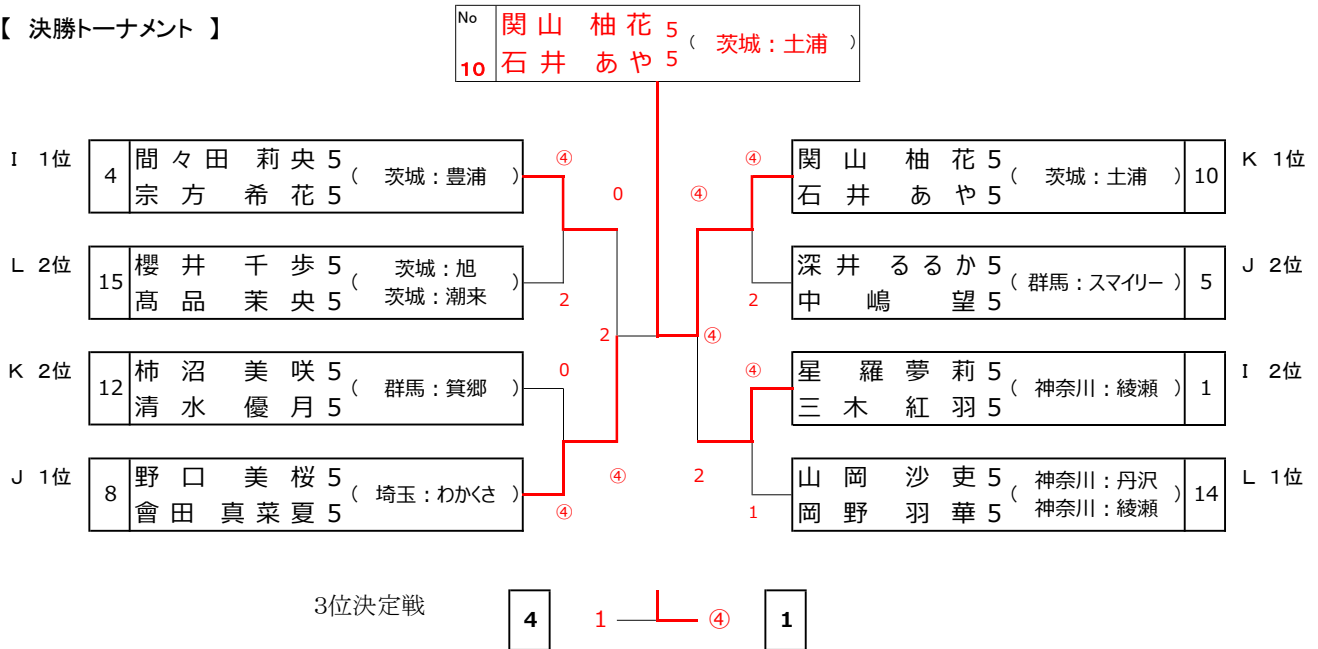 【 決勝トーナメント 】
No
10
関山 柚花 5
石井 あや 5
( 茨城:土浦 )
I 1位
4
間々田 莉央 5
宗方 希花 5
( 茨城:豊浦 )
④
0
L 2位
15
櫻井 千歩 5
髙品 茉央 5
( 茨城:旭
茨城:潮来 )
2
2
K 2位
12
柿沼 美咲 5
清水 優月 5
( 群馬:箕郷 )
0
J 1位
8
野口 美桜 5
會田 真菜夏 5
( 埼玉:わかくさ )
④
④
④
④
関山 柚花 5
石井 あや 5
( 茨城:土浦 )
10
K 1位
2
深井 るるか 5
中嶋 望 5
( 群馬:スマイリー )
5
J 2位
④
④
星 羅夢莉 5
三木 紅羽 5
( 神奈川:綾瀬 )
1
I 2位
2
1
山岡 沙吏 5
岡野 羽華 5
( 神奈川:丹沢
神奈川:綾瀬 )
14
L 1位
3位決定戦
4
1
④
1